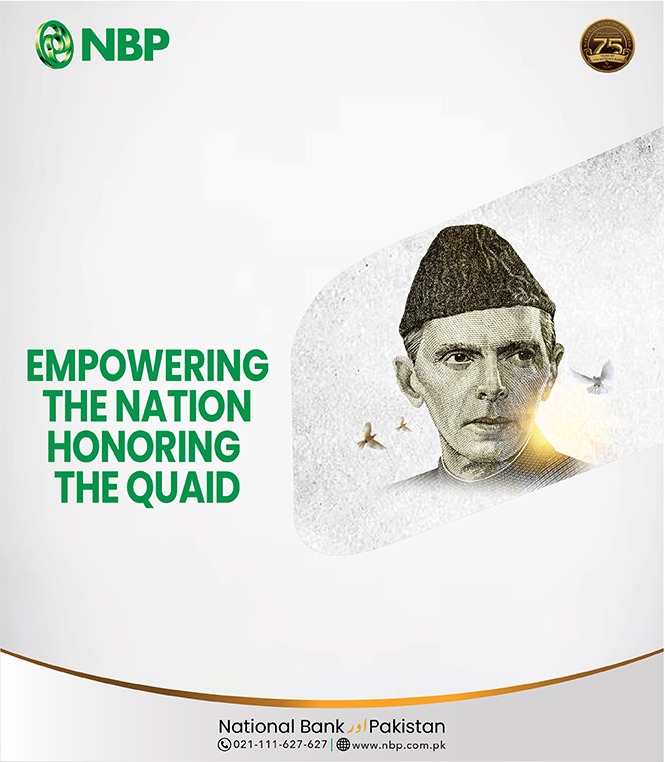 NBP
75
EMPOWERING
THE NATION
HONORING
THE QUAID
National Bank اور Pakistan
021-111-627-627 | www.nbp.com.pk